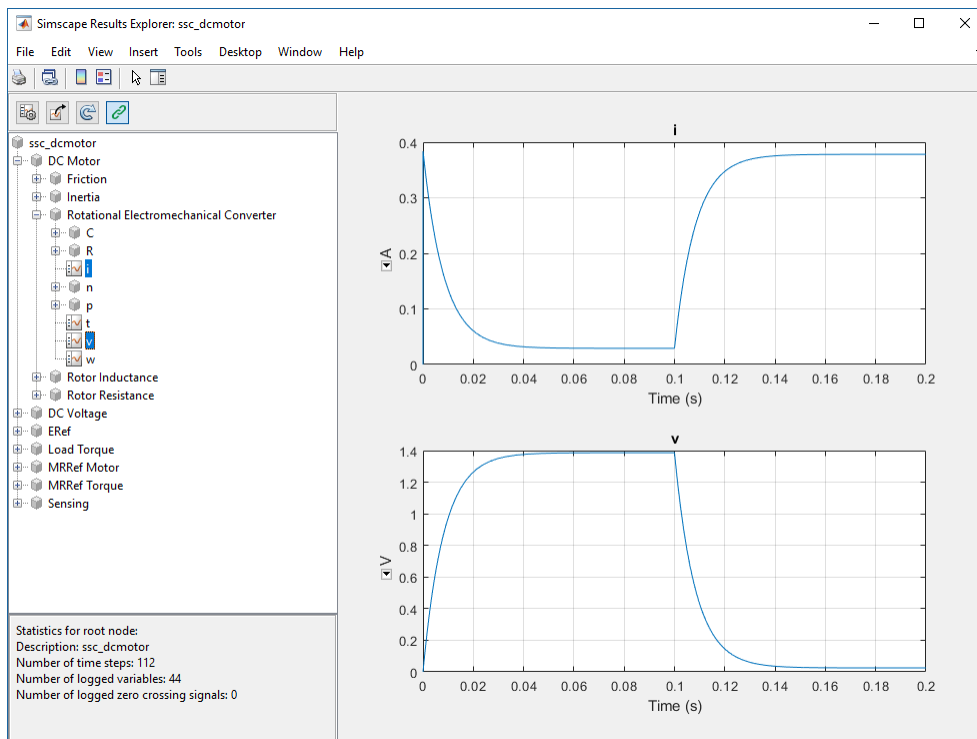 Simscape Results Explorer: ssc_dcmotor
File Edit View Insert Tools Desktop Window Help
ssc_dcmotor
DC Motor
Friction
Inertia
Rotational Electromechanical Converter
C
R
i
n
p
t
v
w
Rotor Inductance
Rotor Resistance
DC Voltage
ERef
Load Torque
MRRef Motor
MRRef Torque
Sensing
Statistics for root node:
Description: ssc_dcmotor
Number of time steps: 112
Number of logged variables: 44
Number of logged zero crossing signals: 0
i
0.4
0.3
0.2
0.1
0
A
0 0.02 0.04 0.06 0.08 0.1 0.12 0.14 0.16 0.18 0.2
Time (s)
v
1.4
1.2
1
0.8
0.6
0.4
0.2
0
V
0 0.02 0.04 0.06 0.08 0.1 0.12 0.14 0.16 0.18 0.2
Time (s)